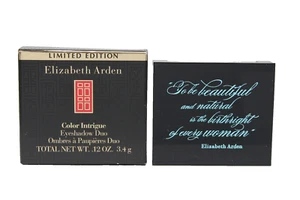 LIMITED EDITION
Elizabeth Arden
Color Intrigue
Eyeshadow Duo
Ombres à Paupières Duo
TOTAL NET WT. .12 OZ. 3.4 g
"To be beautiful
and natural
is the birthright
of every woman"
Elizabeth Arden